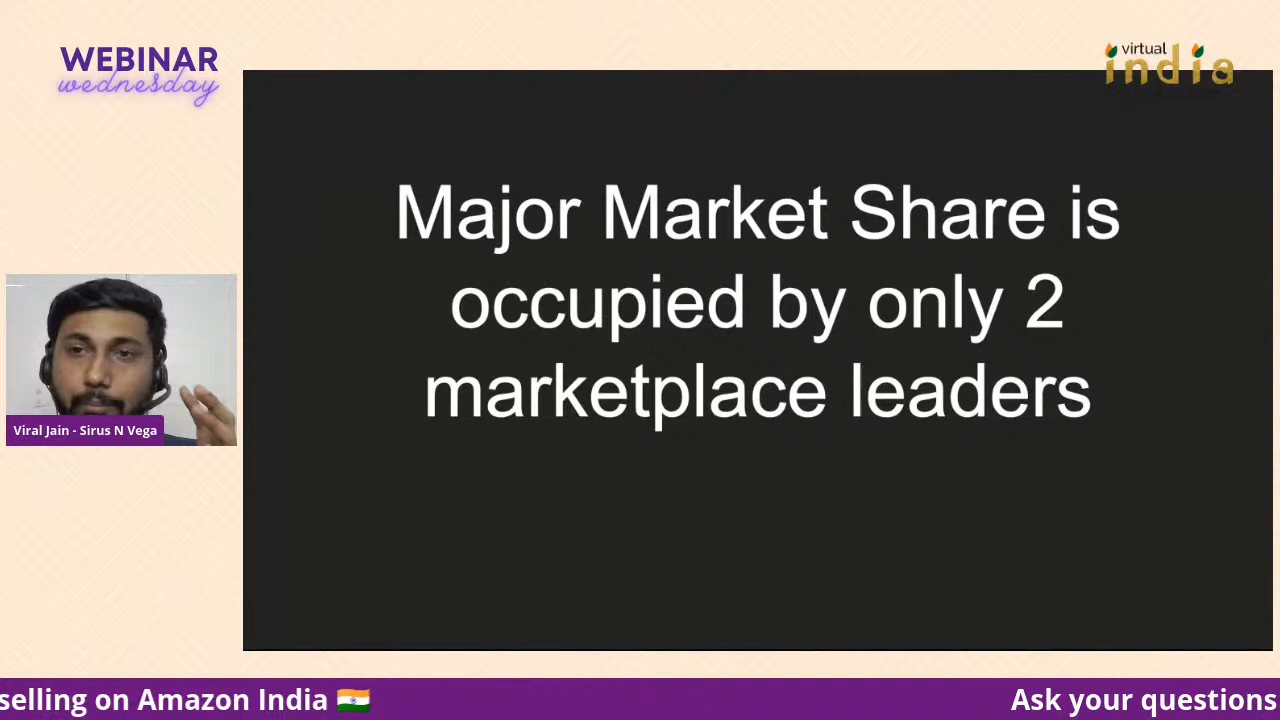 WEBINAR
wednesday
virtual
india
Major Market Share is
occupied by only 2
marketplace leaders
Viral Jain - Sirus N Vega
selling on Amazon India 🇮🇳
Ask your questions